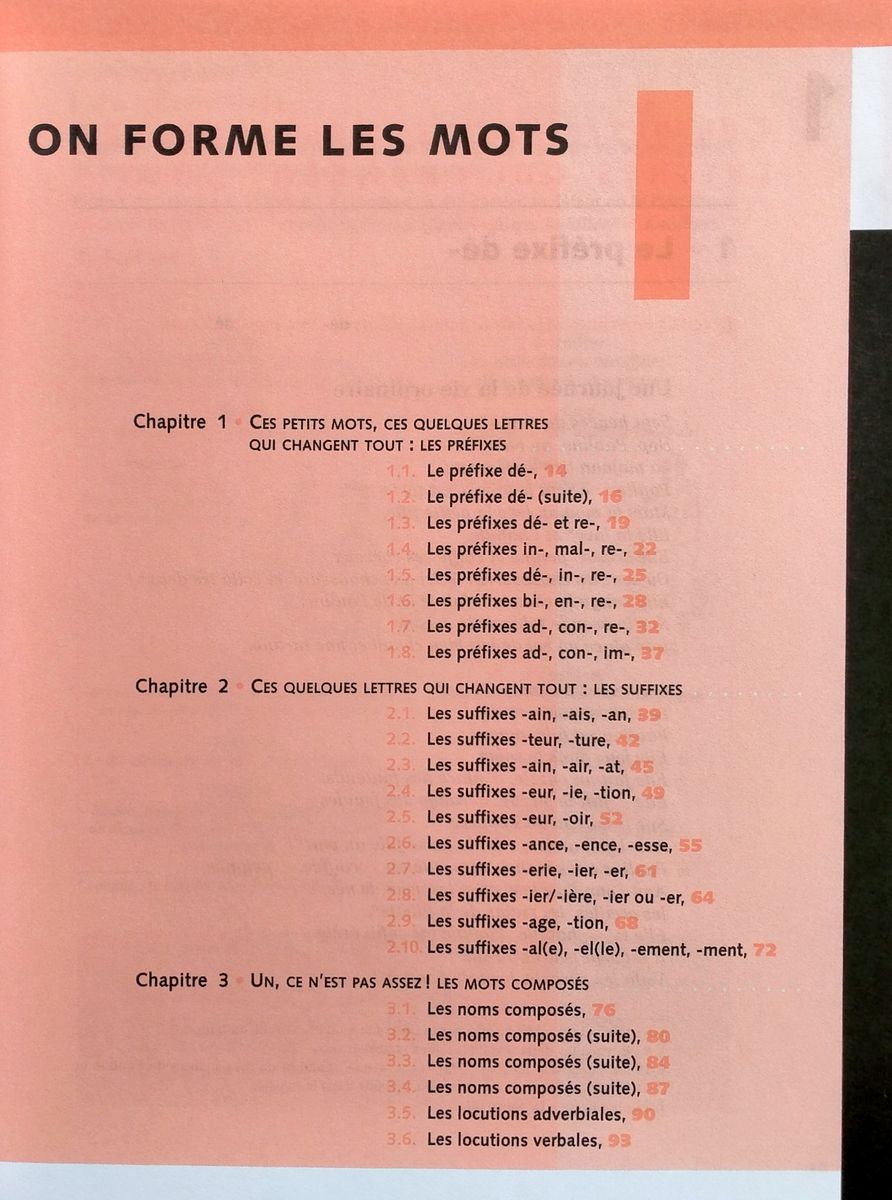 ON FORME LES MOTS
Chapitre 1 • CES PETITS MOTS, CES QUELQUES LETTRES
QUI CHANGENT TOUT : LES PRÉFIXES
1.1. Le préfixe dé-, 14
1.2. Le préfixe dé- (suite), 16
1.3. Les préfixes dé- et re-, 19
1.4. Les préfixes in-, mal-, re-, 22
1.5. Les préfixes dé-, in-, re-, 25
1.6. Les préfixes bi-, en-, re-, 28
1.7. Les préfixes ad-, con-, re-, 32
1.8. Les préfixes ad-, con-, im-, 37
Chapitre 2 • CES QUELQUES LETTRES QUI CHANGENT TOUT : LES SUFFIXES
2.1. Les suffixes -ain, -ais, -an, 39
2.2. Les suffixes -teur, -ture, 42
2.3. Les suffixes -ain, -air, -at, 45
2.4. Les suffixes -eur, -ie, -tion, 49
2.5. Les suffixes -eur, -oir, 52
2.6. Les suffixes -ance, -ence, -esse, 55
2.7. Les suffixes -erie, -ier, -er, 61
2.8. Les suffixes -ier/-ière, -ier ou -er, 64
2.9. Les suffixes -age, -tion, 68
2.10. Les suffixes -al(e), -el(le), -ement, -ment, 72
Chapitre 3 • UN, CE N'EST PAS ASSEZ ! LES MOTS COMPOSÉS
3.1. Les noms composés, 76
3.2. Les noms composés (suite), 80
3.3. Les noms composés (suite), 84
3.4. Les noms composés (suite), 87
3.5. Les locutions adverbiales, 90
3.6. Les locutions verbales, 93